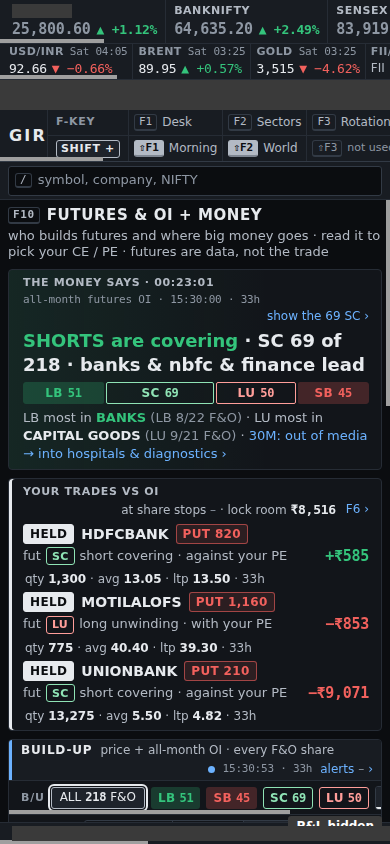 BANKNIFTY SENSEX
25,800.60 ▲ +1.12% 64,635.20 ▲ +2.49% 83,919
USD/INR Sat 04:05 BRENT Sat 03:25 GOLD Sat 03:25 FII/
92.66 ▼ −0.66% 89.95 ▲ +0.57% 3,515 ▼ −4.62% FII
GIR F-KEY F1 Desk F2 Sectors F3 Rotation
SHIFT + ⇧F1 Morning ⇧F2 World ⇧F3 not used
/ symbol, company, NIFTY
F10 FUTURES & OI + MONEY
who builds futures and where big money goes · read it to
pick your CE / PE · futures are data, not the trade
THE MONEY SAYS · 00:23:01
all-month futures OI · 15:30:00 · 33h
show the 69 SC ›
SHORTS are covering · SC 69 of
218 · banks & nbfc & finance lead
LB 51 SC 69 LU 50 SB 45
LB most in BANKS (LB 8/22 F&O) · LU most in
CAPITAL GOODS (LU 9/21 F&O) · 30M: out of media
→ into hospitals & diagnostics ›
YOUR TRADES VS OI
at share stops – · lock room ₹8,516 F6 ›
HELD HDFCBANK PUT 820
fut SC short covering · against your PE +₹585
qty 1,300 · avg 13.05 · ltp 13.50 · 33h
HELD MOTILALOFS PUT 1,160
fut LU long unwinding · with your PE −₹853
qty 775 · avg 40.40 · ltp 39.30 · 33h
HELD UNIONBANK PUT 210
fut SC short covering · against your PE −₹9,071
qty 13,275 · avg 5.50 · ltp 4.82 · 33h
BUILD-UP price + all-month OI · every F&O share
● 15:30:53 · 33h alerts – ›
B/U ALL 218 F&O LB 51 SB 45 SC 69 LU 50